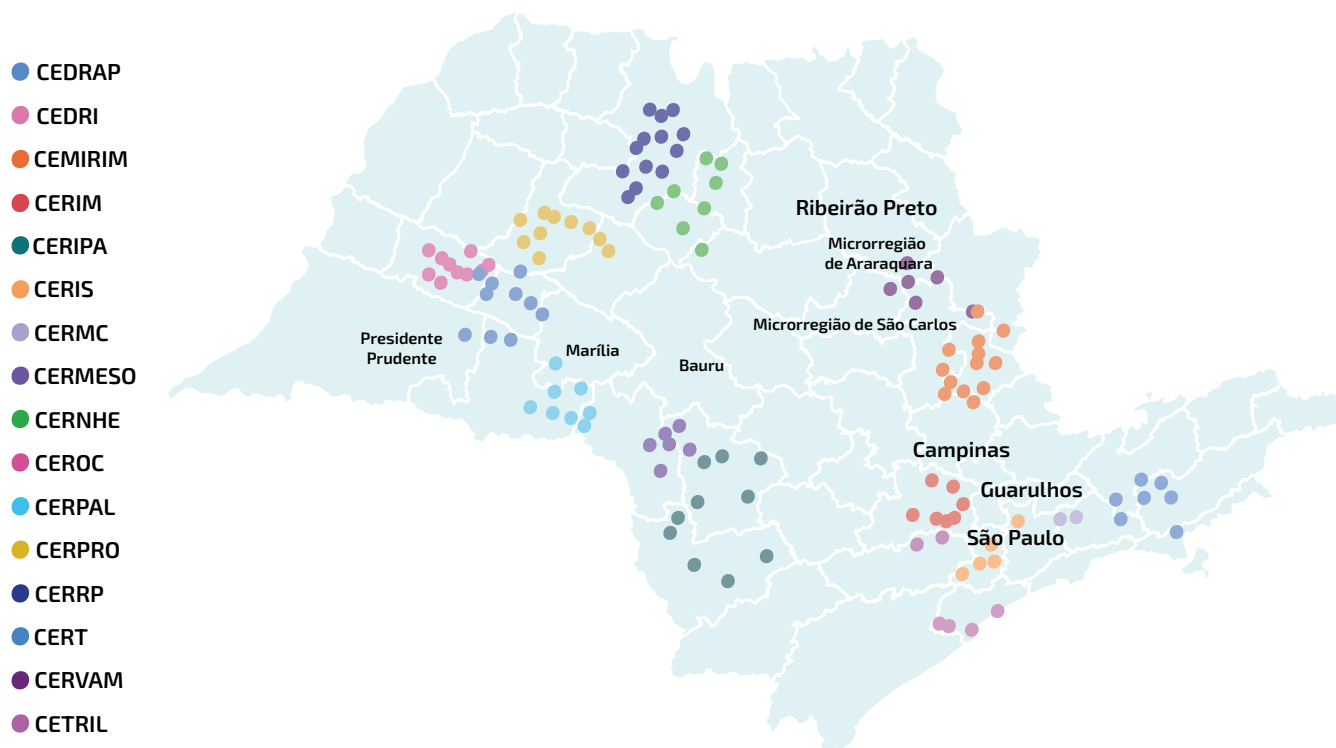 CEDRAP
CEDRI
CEMIRIM
CERIM
CERIPA
CERIS
CERMC
CERMESO
CERNHE
CEROC
CERPAL
CERPRO
CERRP
CERT
CERVAM
CETRIL
Ribeirão Preto
Microrregião
de Araraquara
Microrregião de São Carlos
Presidente
Prudente
Marília
Bauru
Campinas
Guarulhos
São Paulo